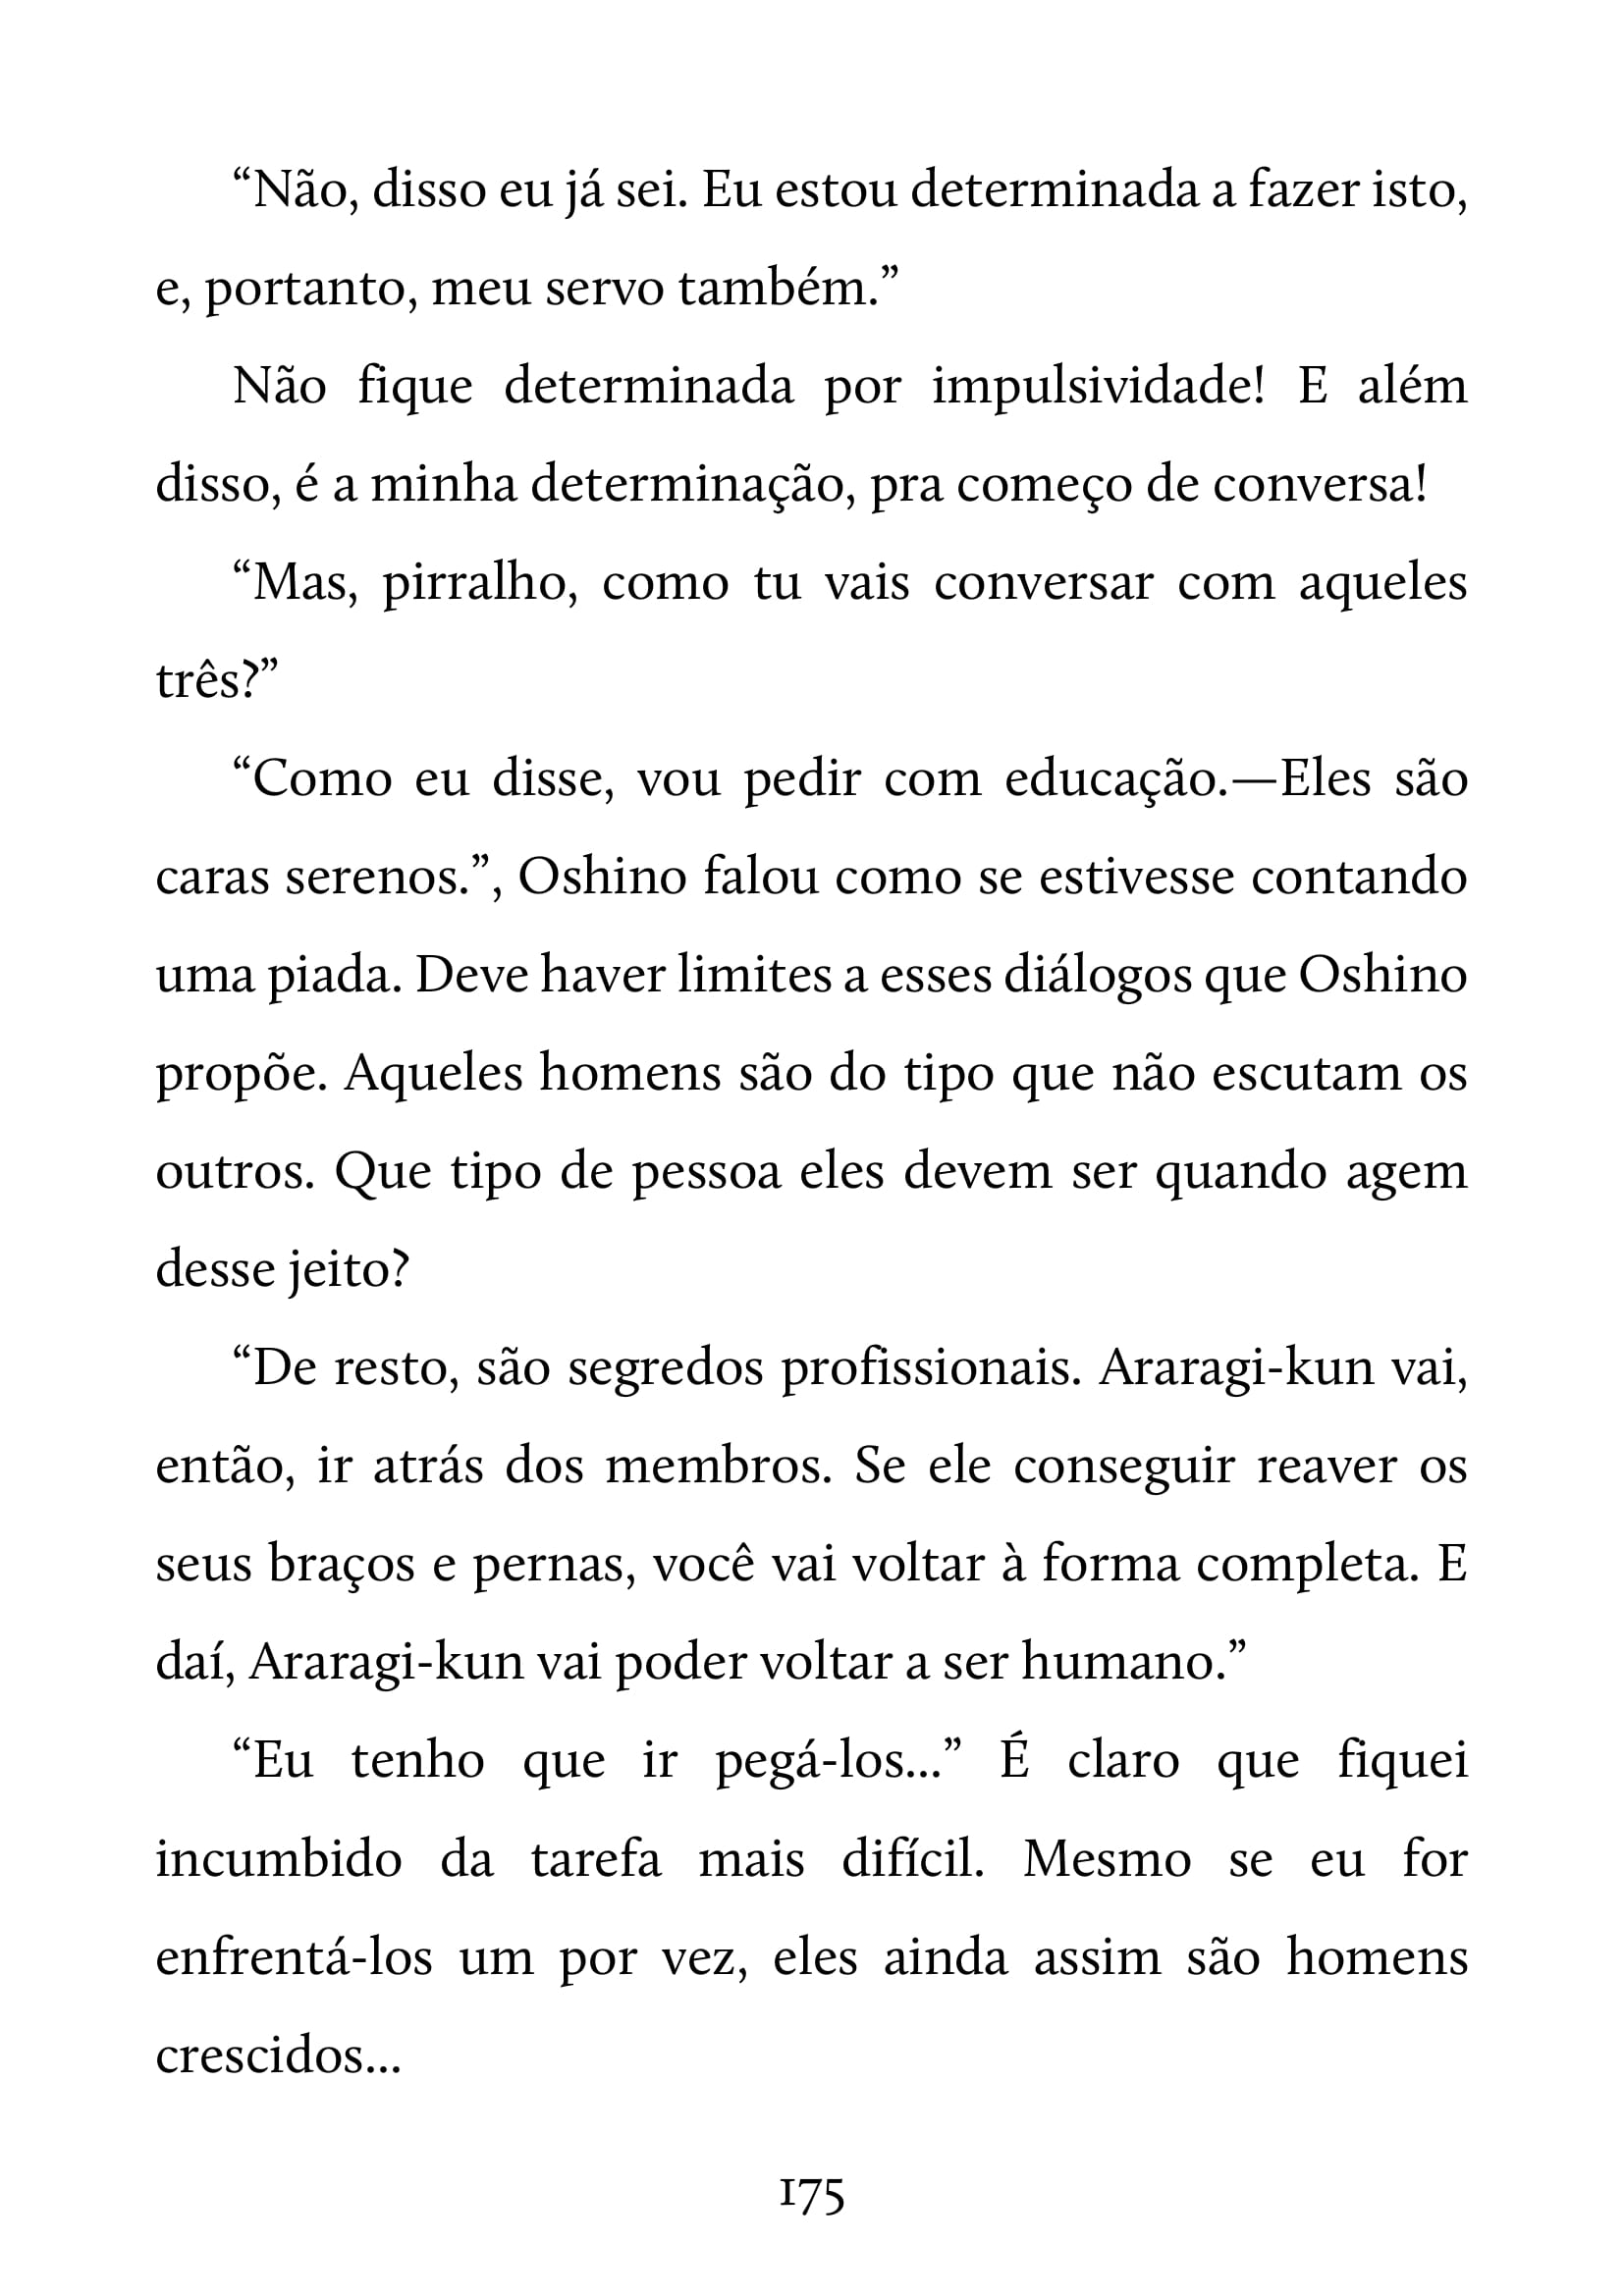 “Não, disso eu já sei. Eu estou determinada a fazer isto,
e, portanto, meu servo também.”
Não fique determinada por impulsividade! E além
disso, é a minha determinação, pra começo de conversa!
“Mas, pirralho, como tu vais conversar com aqueles
três?”
“Como eu disse, vou pedir com educação.—Eles são
caras serenos.”, Oshino falou como se estivesse contando
uma piada. Deve haver limites a esses diálogos que Oshino
propõe. Aqueles homens são do tipo que não escutam os
outros. Que tipo de pessoa eles devem ser quando agem
desse jeito?
“De resto, são segredos profissionais. Araragi-kun vai,
então, ir atrás dos membros. Se ele conseguir reaver os
seus braços e pernas, você vai voltar à forma completa. E
daí, Araragi-kun vai poder voltar a ser humano.”
“Eu tenho que ir pegá-los...” É claro que fiquei
incumbido da tarefa mais difícil. Mesmo se eu for
enfrentá-los um por vez, eles ainda assim são homens
crescidos...
175